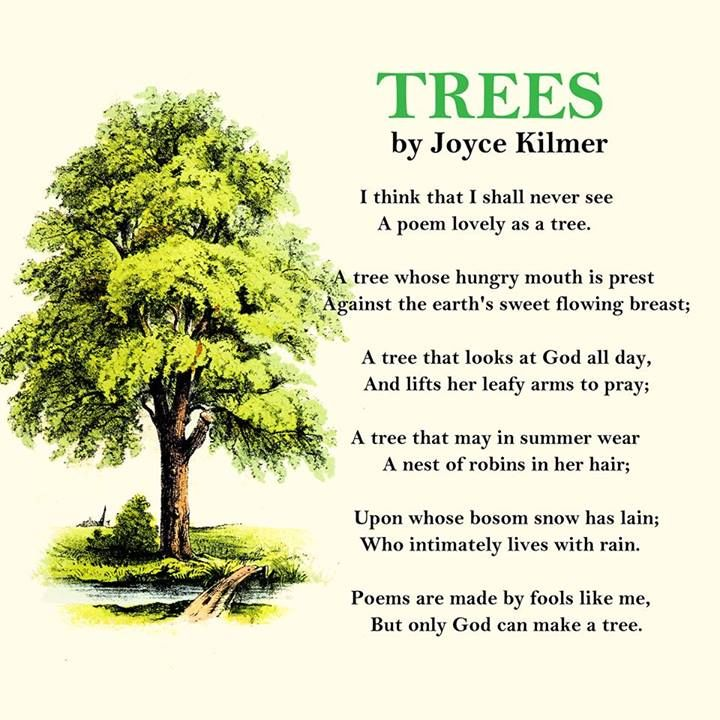 TREES
by Joyce Kilmer
I think that I shall never see
A poem lovely as a tree.
A tree whose hungry mouth is prest
Against the earth's sweet flowing breast;
A tree that looks at God all day,
And lifts her leafy arms to pray;
A tree that may in summer wear
A nest of robins in her hair;
Upon whose bosom snow has lain;
Who intimately lives with rain.
Poems are made by fools like me,
But only God can make a tree.